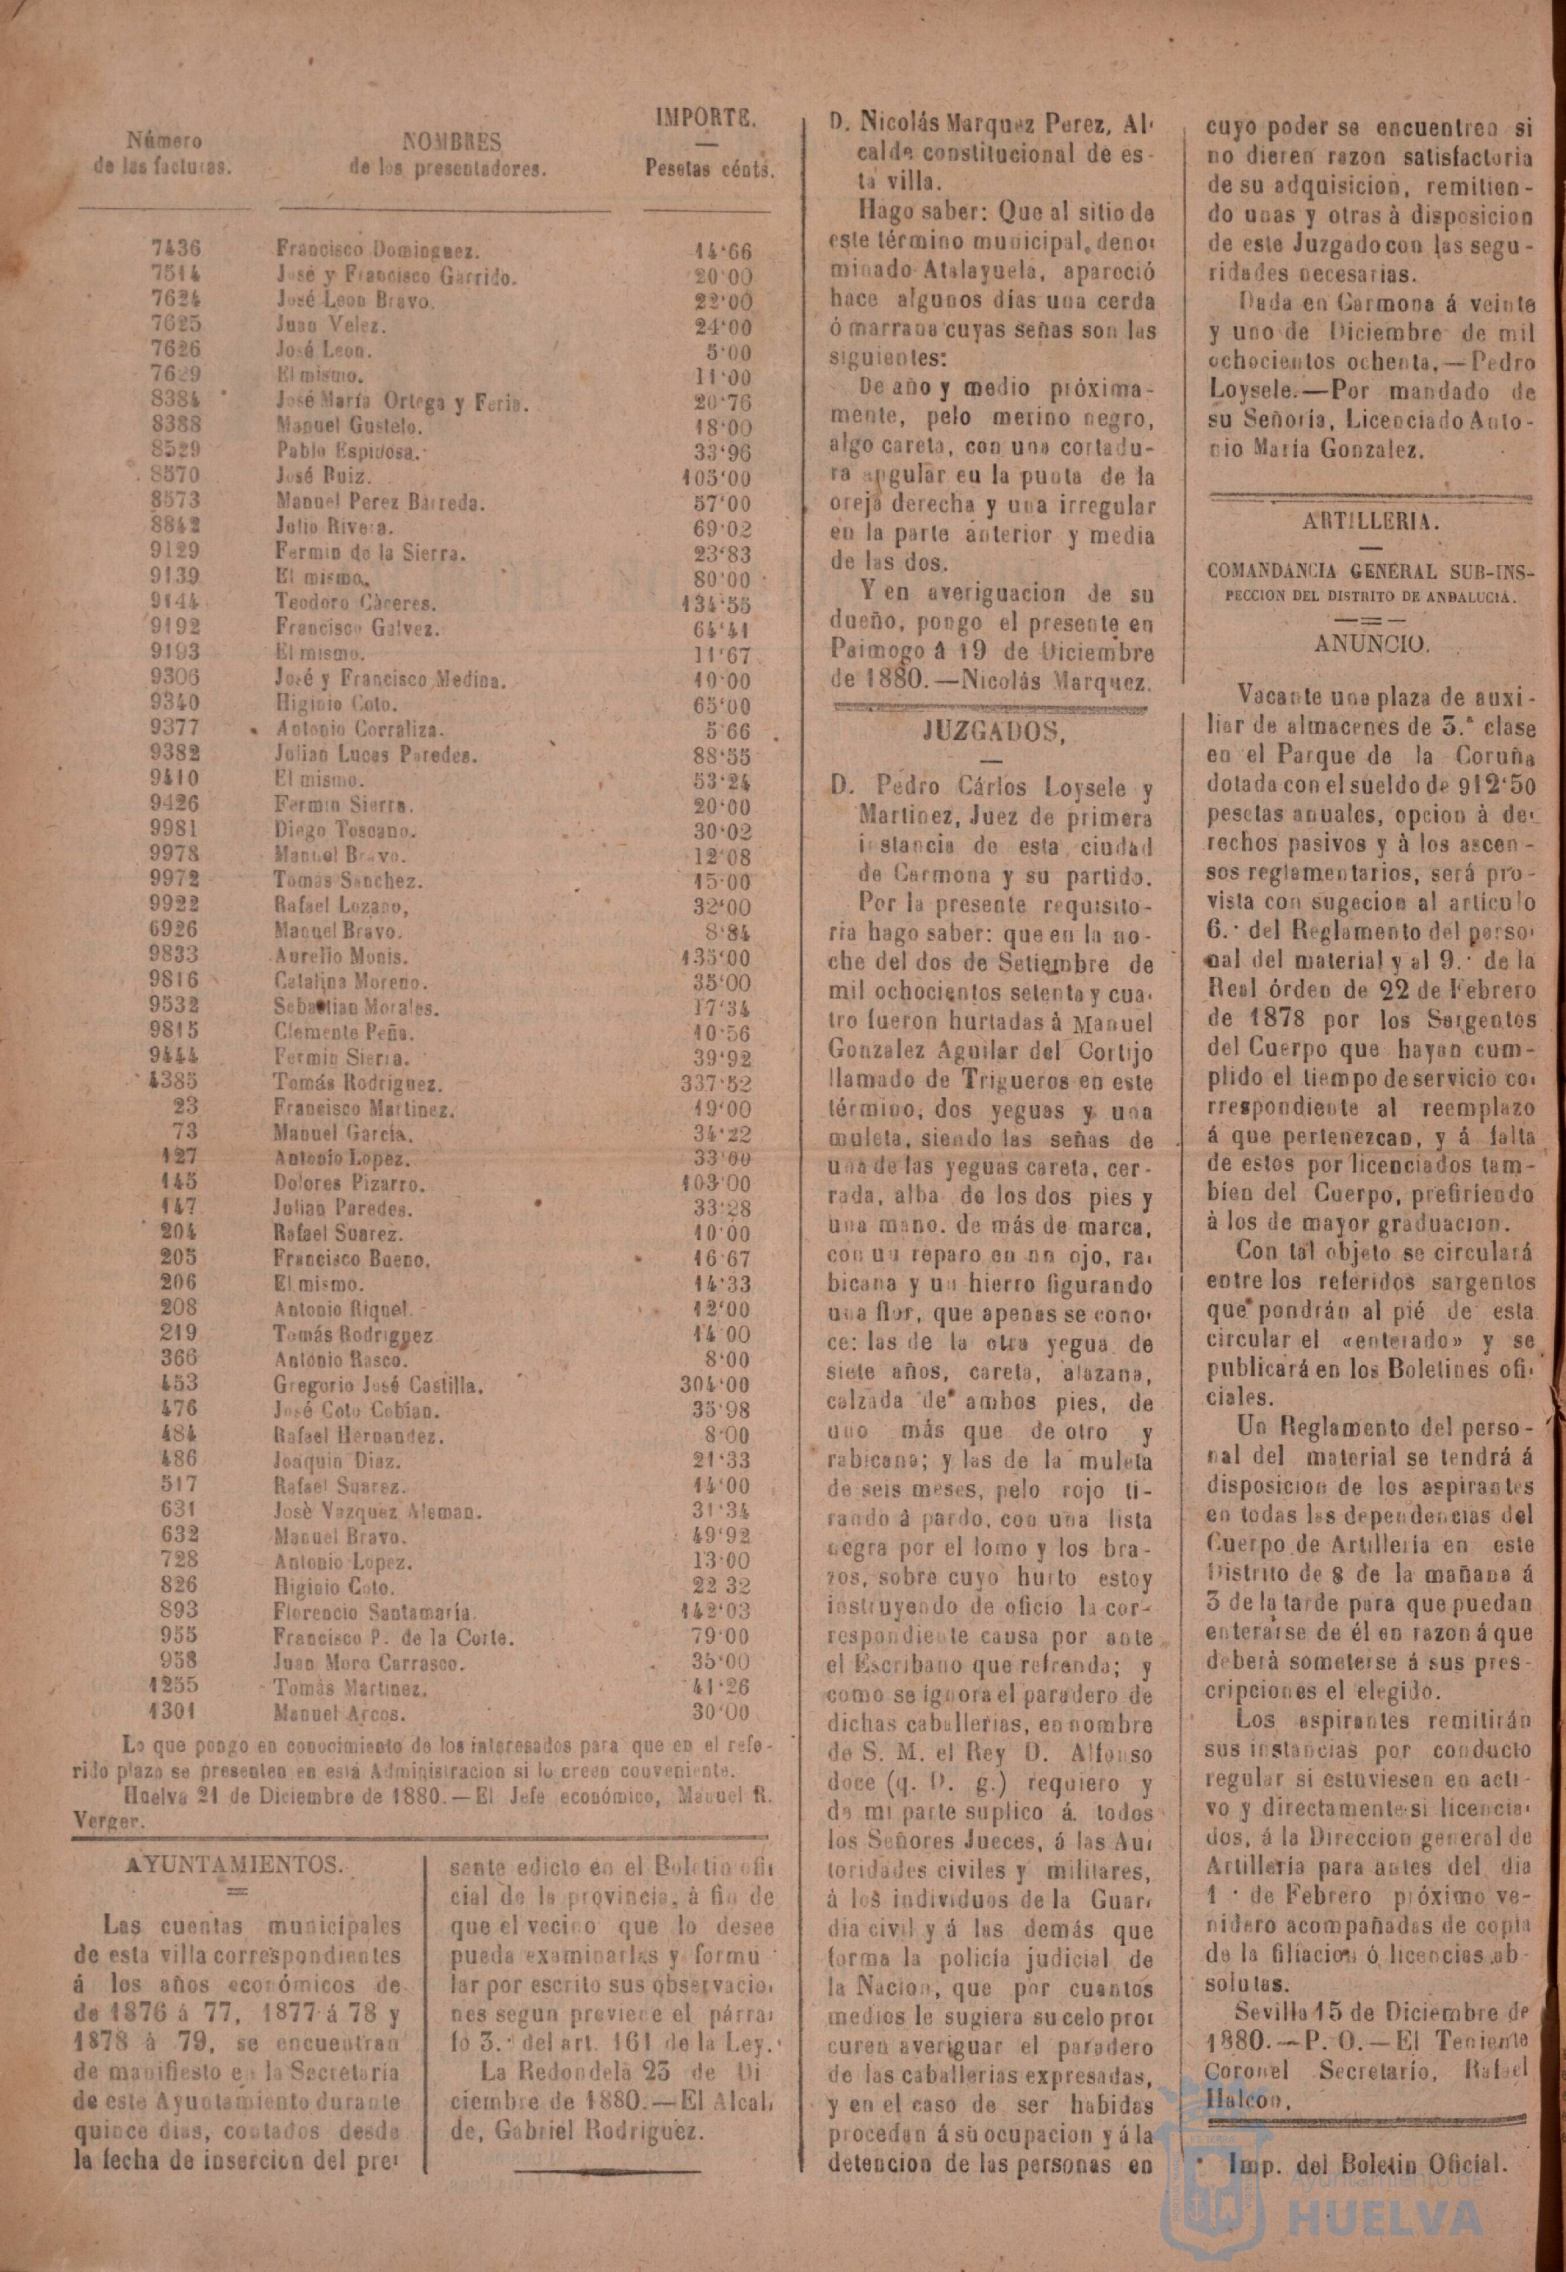 Número
de las facturas.
NOMBRES
de los presentadores.
IMPORTE.
Pesetas cénts.
7436 Francisco Dominguez. 14‘66
7514 José y Francisco Garrido. 20‘00
7624 José Leon Bravo. 22‘00
7625 Juan Velez. 24‘00
7626 José Leon. 5‘00
7629 El mismo. 11‘00
8384 José María Ortega y Feria. 20‘76
8388 Manuel Gustelo. 18‘00
8529 Pablo Espinosa. 33‘96
8570 José Ruiz. 105‘00
8573 Manuel Perez Barreda. 57‘00
8842 Julio Rivera. 69‘02
9129 Fermin de la Sierra. 23‘83
9139 El mismo. 80‘00
9144 Teodoro Cáceres. 134‘55
9192 Francisco Galvez. 64‘41
9193 El mismo. 11‘67
9306 José y Francisco Medina. 10‘00
9340 Higinio Coto. 65‘00
9377 Antonio Corraliza. 5‘66
9382 Julian Lucas Paredes. 88‘55
9410 El mismo. 53‘24
9426 Fermin Sierra. 20‘00
9981 Diego Toscano. 30‘02
9978 Manuel Bravo. 12‘08
9972 Tomás Sanchez. 15‘00
9922 Rafael Lozano, 32‘00
6926 Manuel Bravo. 8‘84
9833 Aurelio Monis. 135‘00
9816 Catalina Moreno. 35‘00
9532 Sebastian Morales. 17‘34
9815 Clemente Peña. 10‘56
9444 Fermin Sierra. 39‘92
4385 Tomás Rodriguez. 337‘52
23 Francisco Martinez. 19‘00
73 Manuel García. 34‘22
127 Antonio Lopez. 33‘00
145 Dolores Pizarro. 103‘00
147 Julian Paredes. 33‘28
204 Rafael Suarez. 10‘00
205 Francisco Bueno. 16‘67
206 El mismo. 14‘33
208 Antonio Riquel. 12‘00
219 Tomás Rodriguez 14 00
366 Antonio Rasco. 8‘00
453 Gregorio José Castilla. 304‘00
476 José Coto Cobian. 35‘98
484 Rafael Hernandez. 8‘00
486 Joaquin Diaz. 21‘33
517 Rafael Suarez. 14‘00
631 Josè Vazquez Aleman. 31‘34
632 Manuel Bravo. 49‘92
728 Antonio Lopez. 13‘00
826 Higinio Coto. 22 32
893 Florencio Santamaría. 142‘03
955 Francisco P. de la Corte. 79‘00
958 Juan Moro Carrasco. 35‘00
1255 Tomás Martinez. 41‘26
1301 Manuel Arcos. 30‘00
Lo que pongo en conocimiento de los interesados para que en el refe-
rido plazo se presenten en esta Administracion si lo creen conveniente.
Huelva 21 de Diciembre de 1880.—El Jefe económico, Manuel R.
Verger.
AYUNTAMIENTOS.
Las cuentas municipales
de esta villa correspondientes
á los años económicos de
de 1876 á 77, 1877 á 78 y
1878 à 79, se encuentran
de manifiesto en la Secretaría
de este Ayuntamiento durante
quince dias, contados desde
la fecha de insercion del pre-
sente edicto en el Boletin ofi-
cial de la provincia, à fin de
que el vecino que lo desee
pueda examinarlas y formu
lar por escrito sus observacio-
nes segun previene el párra-
fo 3.° del art. 161 de la Ley.
La Redondela 23 de Di
ciembre de 1880.—El Alcal-
de, Gabriel Rodriguez.
D. Nicolás Marquez Perez, Al-
calde constitucional de es-
ta villa.
Hago saber: Que al sitio de
este término municipal, deno-
minado Atalayuela, apareció
hace algunos días una cerda
ó marrana cuyas señas son las
siguientes:
De año y medio próxima-
mente, pelo merino negro,
algo careta, con una cortadu-
ra angular en la punta de la
oreja derecha y una irregular
en la parte anterior y media
de las dos.
Y en averiguacion de su
dueño, pongo el presente en
Paimogo á 19 de Diciembre
de 1880.—Nicolás Marquez.
JUZGADOS.
D. Pedro Cárlos Loysele y
Martinez, Juez de primera
instancia de esta ciudad
de Carmona y su partido.
Por la presente requisito-
ria hago saber: que en la no-
che del dos de Setiembre de
mil ochocientos setenta y cua-
tro fueron hurtadas á Manuel
Gonzalez Aguilar del Cortijo
llamado de Trigueros en este
término, dos yeguas y una
muleta, siendo las señas de
una de las yeguas careta, cer-
rada, alba de los dos pies y
una mano. de más de marca,
con un reparo en un ojo, ra-
bicana y un hierro figurando
una flor, que apenas se cono-
ce: las de la otra yegua de
siete años, careta, alazana,
calzada de ambos pies, de
uno más que de otro y
rabicana; y las de la muleta
de seis meses, pelo rojo ti-
rando à pardo, con una lista
negra por el lomo y los bra-
zos, sobre cuyo hurto estoy
instruyendo de oficio la cor-
respondiente causa por ante
el Escribano que refrenda; y
como se ignora el paradero de
dichas caballerias, en nombre
de S. M. el Rey D. Alfonso
doce (q. D. g.) requiero y
de mi parte suplico á todos
los Señores Jueces, á las Au-
toridades civiles y militares,
á los individuos de la Guar-
dia civil y á las demás que
forma la policía judicial de
la Nacion, que por cuantos
medios le sugiera su celo pro-
curen averiguar el paradero
de las caballerias expresadas,
y en el caso de ser habidas
procedan á su ocupacion y á la
detencion de las personas en
cuyo poder se encuentren si
no dieren razon satisfactoria
de su adquisicion, remitien-
do unas y otras à disposicion
de este Juzgado con las segu-
ridades necesarias.
Dada en Carmona á veinte
y uno de Diciembre de mil
ochocientos ochenta.—Pedro
Loysele.—Por mandado de
su Señoría, Licenciado Anto-
nio María Gonzalez.
ARTILLERIA.
COMANDANCIA GENERAL SUB-INS-
PECCION DEL DISTRITO DE ANDALUCIA.
ANUNCIO.
Vacante una plaza de auxi-
liar de almacenes de 3.ª clase
en el Parque de la Coruña
dotada con el sueldo de 912‘50
pesetas anuales, opcion à de-
rechos pasivos y à los ascen-
sos reglamentarios, será pro-
vista con sugecion al artículo
6.° del Reglamento del perso-
nal del material y al 9.° de la
Real órden de 22 de Febrero
de 1878 por los Sargentos
del Cuerpo que hayan cum-
plido el tiempo de servicio co-
rrespondiente al reemplazo
á que pertenezcan, y á falta
de estos por licenciados tam-
bien del Cuerpo, prefiriendo
à los de mayor graduacion.
Con tal objeto se circulará
entre los referidos sargentos
que pondrán al pié de esta
circular el «enterado» y se
publicará en los Boletines ofi-
ciales.
Un Reglamento del perso-
nal del material se tendrá á
disposicion de los aspirantes
en todas las dependencias del
Cuerpo de Artillería en este
Distrito de 8 de la mañana á
3 de la tarde para que puedan
enterarse de él en razon á que
deberá someterse á sus pres-
cripciones el elegido.
Los aspirantes remitirán
sus instancias por conducto
regular si estuviesen en acti-
vo y directamente si licencia-
dos, á la Direccion general de
Artillería para antes del dia
1.° de Febrero próximo ve-
nidero acompañadas de copia
de la filiacion ó licencias ab-
solutas.
Sevilla 15 de Diciembre de
1880.—P. O.—El Teniente
Coronel Secretario, Rafael
Halcon.
Imp. del Boletin Oficial.
Ayuntamiento de
HUELVA